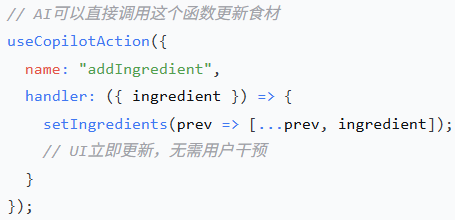 // AI可以直接调用这个函数更新食材
useCopilotAction({
  name: "addIngredient",
  handler: ({ ingredient }) => {
    setIngredients(prev => [...prev, ingredient]);
    // UI立即更新，无需用户干预
  }
});